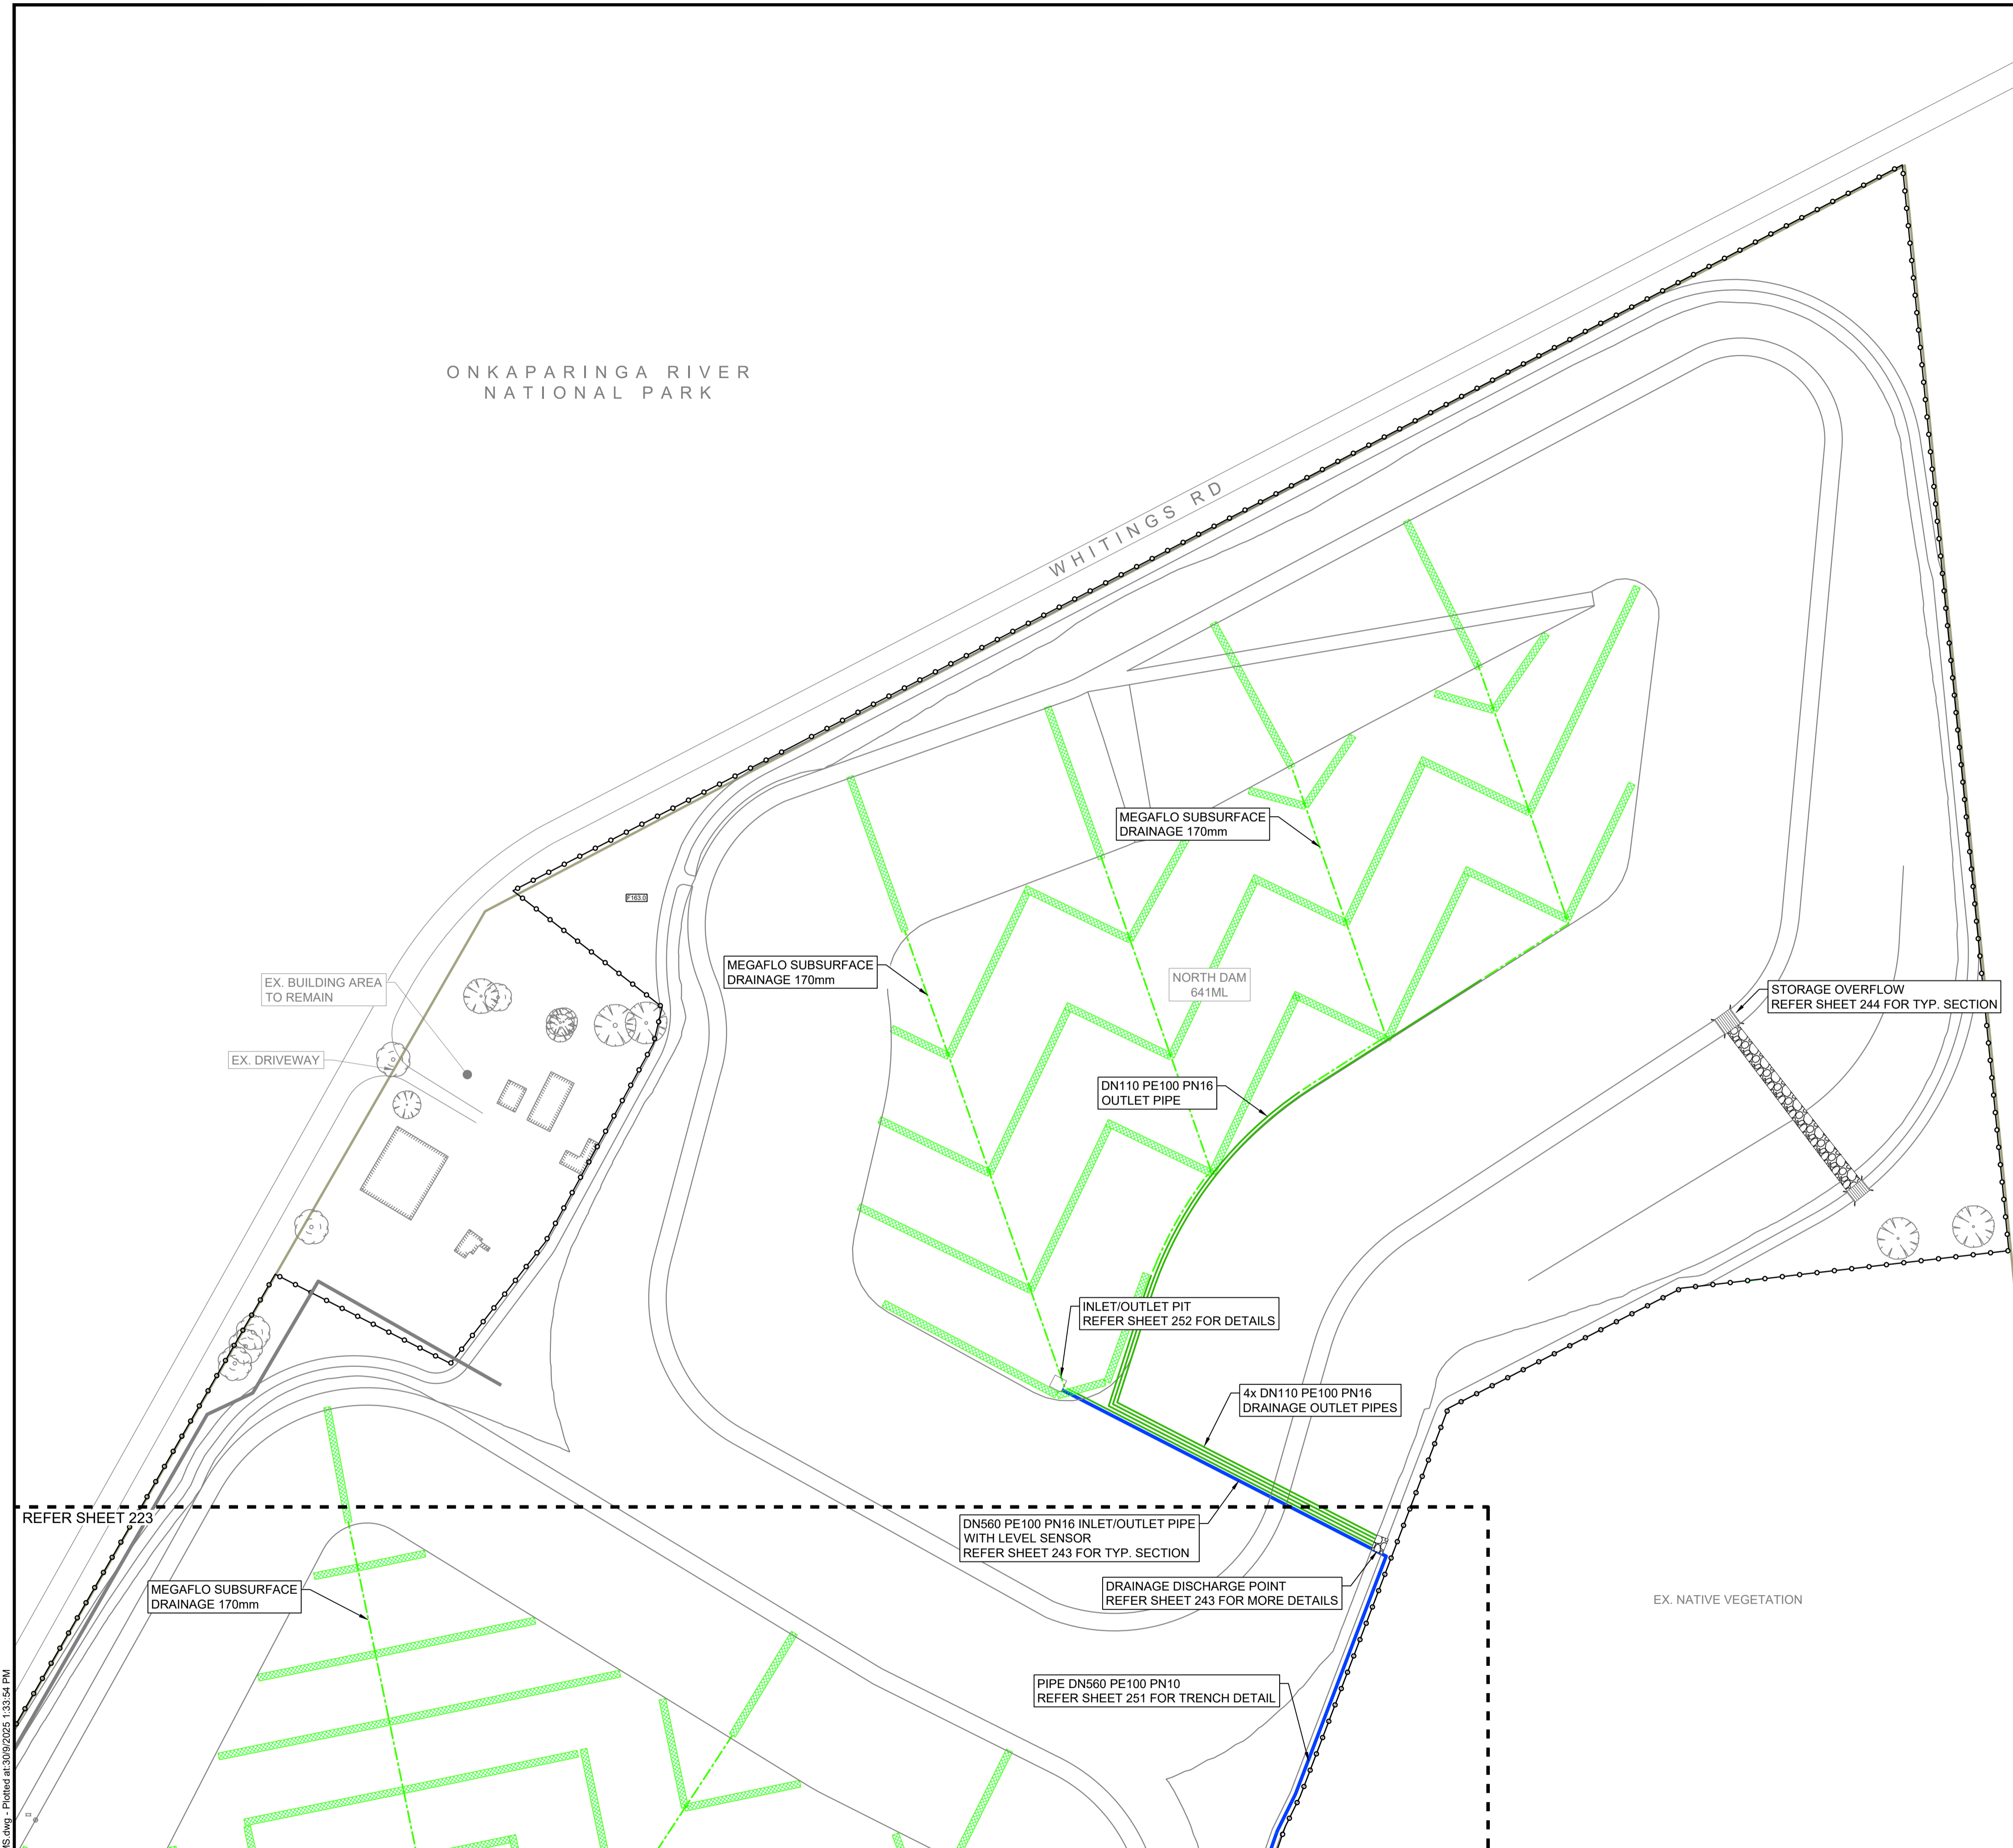 ONKAPARINGA RIVER
NATIONAL PARK
WHITINGS RD
MEGAFLO SUBSURFACE
DRAINAGE 170mm
F163.0
MEGAFLO SUBSURFACE
DRAINAGE 170mm
NORTH DAM
641ML
EX. BUILDING AREA
TO REMAIN
STORAGE OVERFLOW
REFER SHEET 244 FOR TYP. SECTION
EX. DRIVEWAY
DN110 PE100 PN16
OUTLET PIPE
INLET/OUTLET PIT
REFER SHEET 252 FOR DETAILS
4x DN110 PE100 PN16
DRAINAGE OUTLET PIPES
REFER SHEET 223
DN560 PE100 PN16 INLET/OUTLET PIPE
WITH LEVEL SENSOR
REFER SHEET 243 FOR TYP. SECTION
MEGAFLO SUBSURFACE
DRAINAGE 170mm
DRAINAGE DISCHARGE POINT
REFER SHEET 243 FOR MORE DETAILS
EX. NATIVE VEGETATION
PIPE DN560 PE100 PN10
REFER SHEET 251 FOR TRENCH DETAIL
MS.dwg - Plotted at:30/9/2025 1:33:54 PM